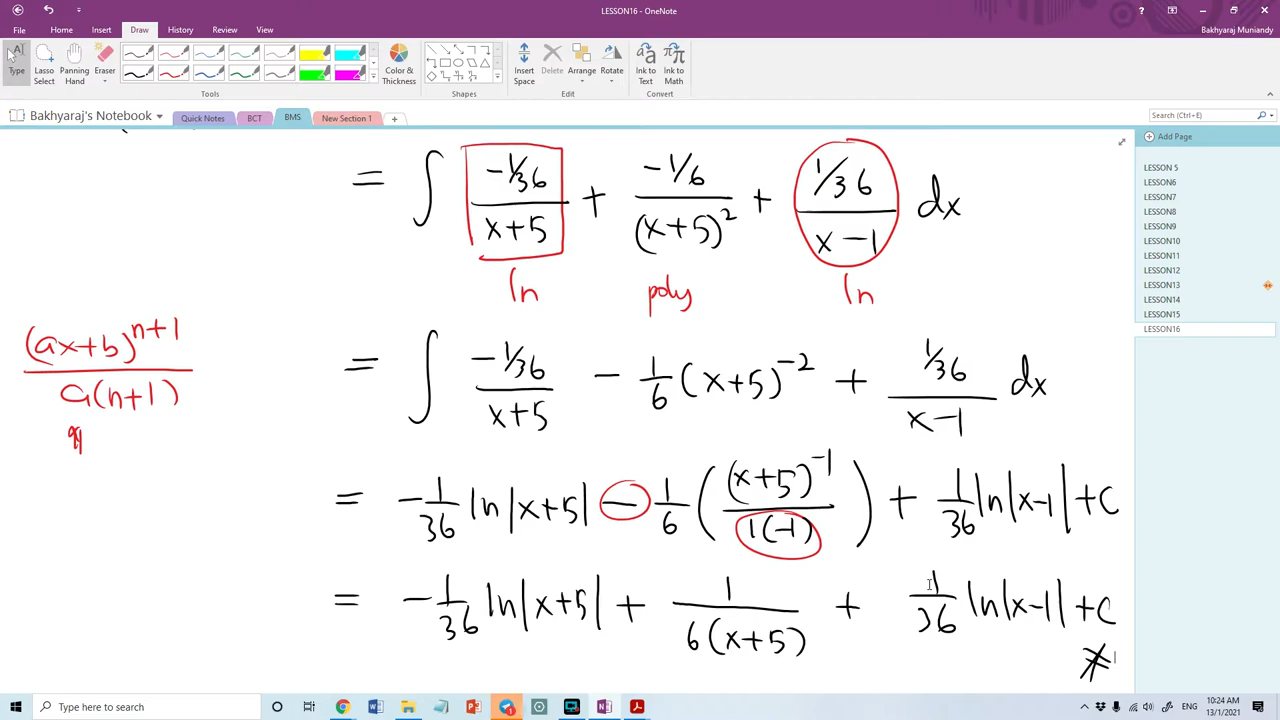 LESSON16 - OneNote
Bakhyaraj Muniandy
File Home Insert Draw History Review View
Type Lasso Select Panning Hand Eraser Color & Thickness Insert Space Delete Arrange Rotate Ink to Text Ink to Math
Tools Shapes Edit Convert
Bakhyaraj's Notebook Quick Notes BCT BMS New Section 1 + Search (Ctrl+E)
Add Page
LESSON 5
LESSON6
LESSON7
LESSON8
LESSON9
LESSON10
LESSON11
LESSON12
LESSON13
LESSON14
LESSON15
LESSON16
= ∫ (-1/36)/(x+5) + (-1/6)/(x+5)² + (1/36)/(x-1) dx
ln poly ln
(ax+b)^(n+1)/a(n+1)
= ∫ (-1/36)/(x+5) - 1/6 (x+5)^-2 + (1/36)/(x-1) dx
= -1/36 ln|x+5| - 1/6 ((x+5)^-1/1(-1)) + 1/36 ln|x-1| + C
= -1/36 ln|x+5| + 1/6(x+5) + 1/36 ln|x-1| + C
Type here to search
10:24 AM
13/1/2021